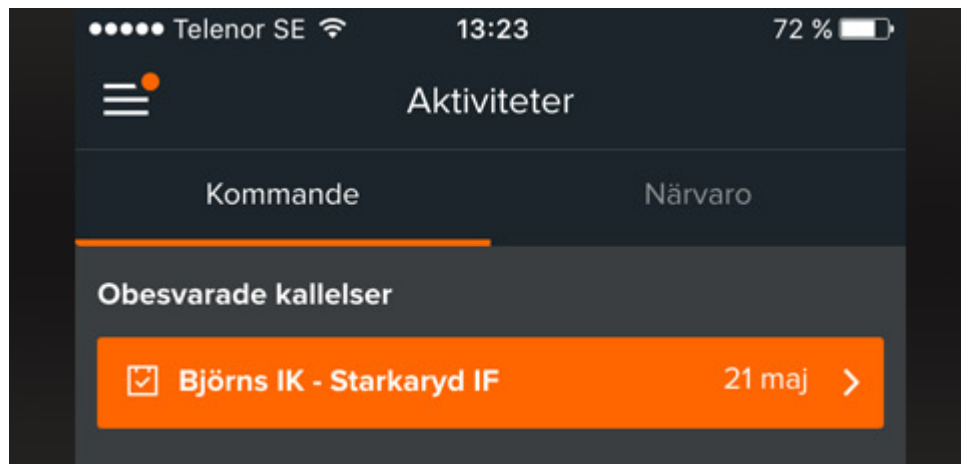 Telenor SE 13:23 72 %
Aktiviteter
Kommande Närvaro
Obesvarade kallelser
Björns IK - Starkaryd IF 21 maj